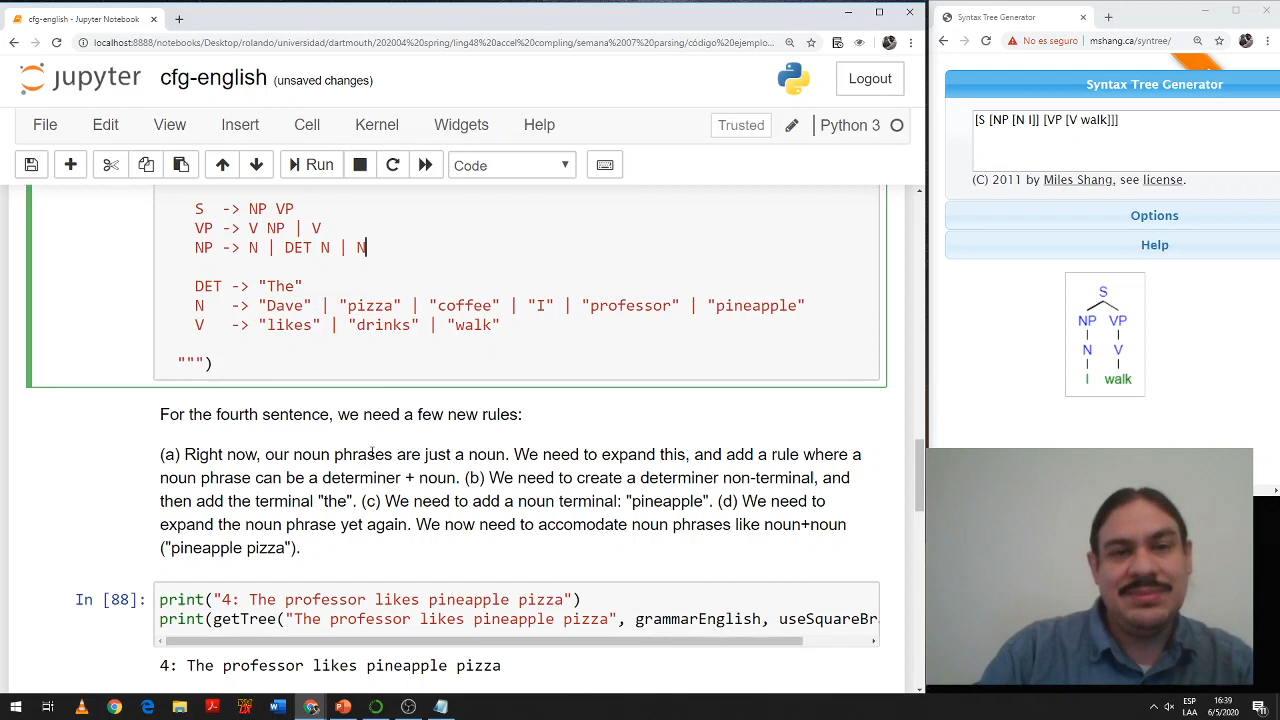 cfg-english - Jupyter Notebook
localhost:8888/notebooks/Desktop/orlando/universidad/dartmouth/202004%20spring/ling48%20accel%20compling/semana%2007%20parsing/código%20ejemplo...
jupyter cfg-english (unsaved changes)
Logout
File Edit View Insert Cell Kernel Widgets Help
Trusted Python 3
Run Code
S -> NP VP
VP -> V NP | V
NP -> N | DET N | N
DET -> "The"
N -> "Dave" | "pizza" | "coffee" | "I" | "professor" | "pineapple"
V -> "likes" | "drinks" | "walk"
""")
For the fourth sentence, we need a few new rules:
(a) Right now, our noun phrases are just a noun. We need to expand this, and add a rule where a
noun phrase can be a determiner + noun. (b) We need to create a determiner non-terminal, and
then add the terminal "the". (c) We need to add a noun terminal: "pineapple". (d) We need to
expand the noun phrase yet again. We now need to accomodate noun phrases like noun+noun
("pineapple pizza").
In [88]:
print("4: The professor likes pineapple pizza")
print(getTree("The professor likes pineapple pizza", grammarEnglish, useSquareBr
4: The professor likes pineapple pizza
Syntax Tree Generator
No es seguro mshang.ca/syntree/
Syntax Tree Generator
[S [NP [N I]] [VP [V walk]]]
(C) 2011 by Miles Shang, see license.
Options
Help
S
NP VP
N V
I walk
ESP
LAA
16:39
6/5/2020